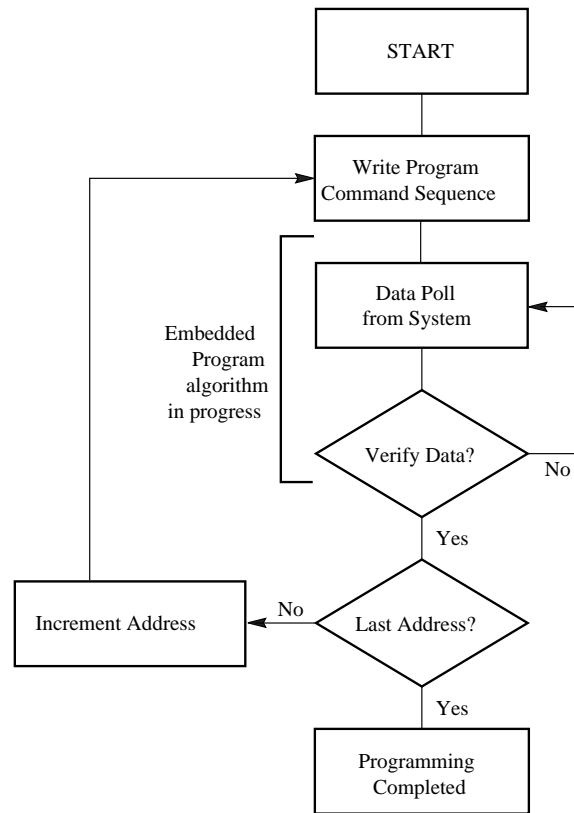 START
Write Program
Command Sequence
Data Poll
from System
Embedded
Program
algorithm
in progress
Verify Data?
No
Yes
No
Increment Address
Last Address?
Yes
Programming
Completed